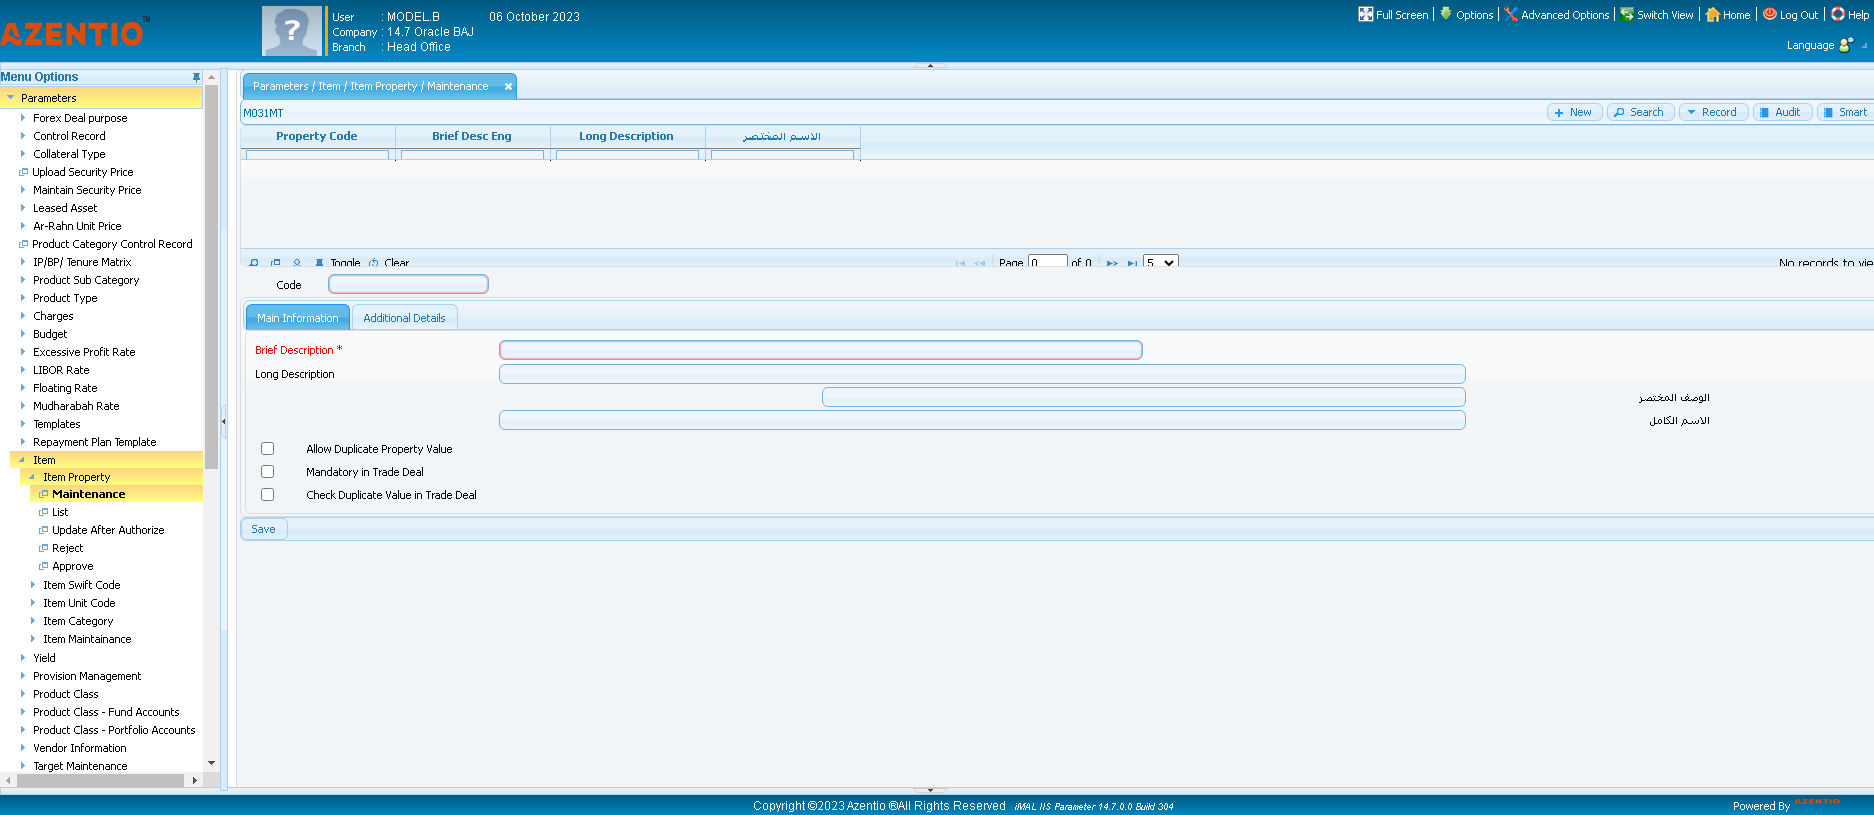 AZENTIO™
User : MODEL.B 06 October 2023
Company : 14.7 Oracle BAJ
Branch : Head Office
Full Screen Options Advanced Options Switch View Home Log Out Help
Language
Menu Options
Parameters
Forex Deal purpose
Control Record
Collateral Type
Upload Security Price
Maintain Security Price
Leased Asset
Ar-Rahn Unit Price
Product Category Control Record
IP/BP/ Tenure Matrix
Product Sub Category
Product Type
Charges
Budget
Excessive Profit Rate
LIBOR Rate
Floating Rate
Mudharabah Rate
Templates
Repayment Plan Template
Item
Item Property
Maintenance
List
Update After Authorize
Reject
Approve
Item Swift Code
Item Unit Code
Item Category
Item Maintainance
Yield
Provision Management
Product Class
Product Class - Fund Accounts
Product Class - Portfolio Accounts
Vendor Information
Target Maintenance
Parameters / Item / Item Property / Maintenance
M031MT
New Search Record Audit Smart
Property Code Brief Desc Eng Long Description الاسم المختصر
Toggle Clear Page 0 of 0 5 No records to vie
Code
Main Information Additional Details
Brief Description *
Long Description
الوصف المختصر
الاسم الكامل
Allow Duplicate Property Value
Mandatory in Trade Deal
Check Duplicate Value in Trade Deal
Save
Copyright ©2023 Azentio ®All Rights Reserved iMAL IIS Parameter 14.7.0.0 Build 304
Powered By AZENTIO